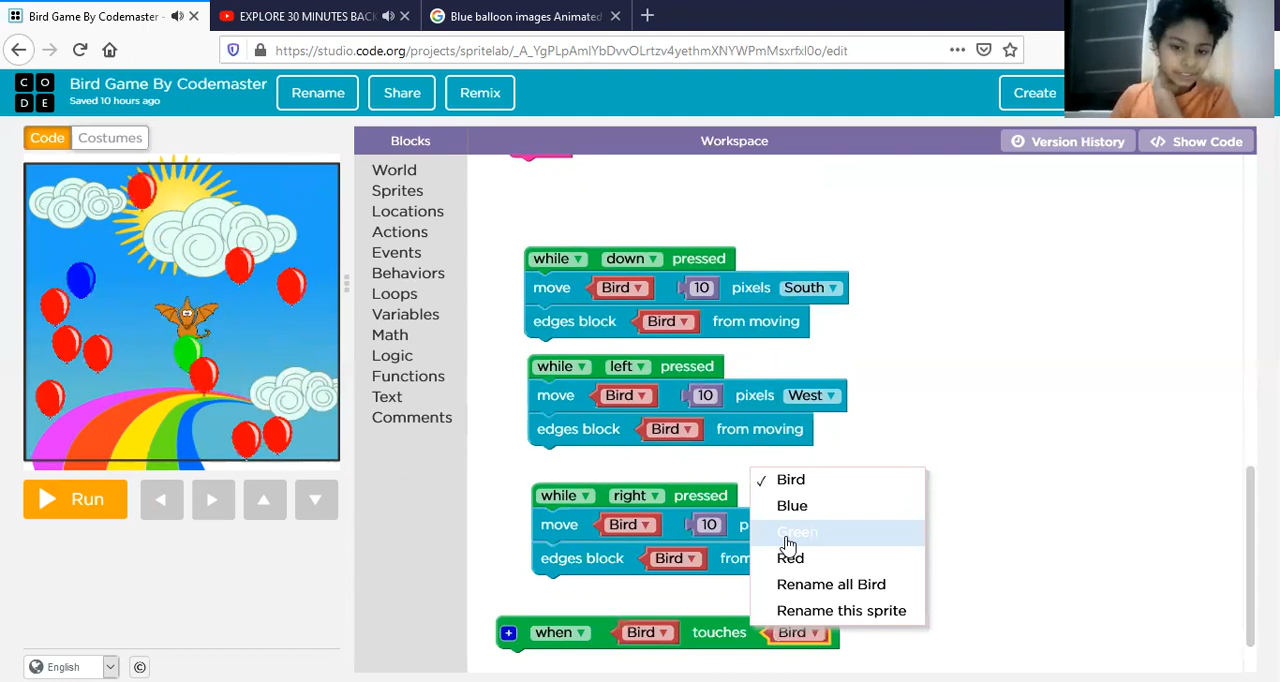 Bird Game By Codemaster -
EXPLORE 30 MINUTES BACK
Blue balloon images Animated
https://studio.code.org/projects/spritelab/_A_YgPLpAmIYbDvvOLrtzv4yethmXNYWPmMsxrfxl0o/edit
C O D E
Bird Game By Codemaster
Saved 10 hours ago
Rename
Share
Remix
Create
Code
Costumes
Blocks
Workspace
Version History
Show Code
World
Sprites
Locations
Actions
Events
Behaviors
Loops
Variables
Math
Logic
Functions
Text
Comments
while down pressed
move Bird 10 pixels South
edges block Bird from moving
while left pressed
move Bird 10 pixels West
edges block Bird from moving
while right pressed
move Bird 10 p
edges block Bird from
when Bird touches Bird
Bird
Blue
Green
Red
Rename all Bird
Rename this sprite
Run
English
©